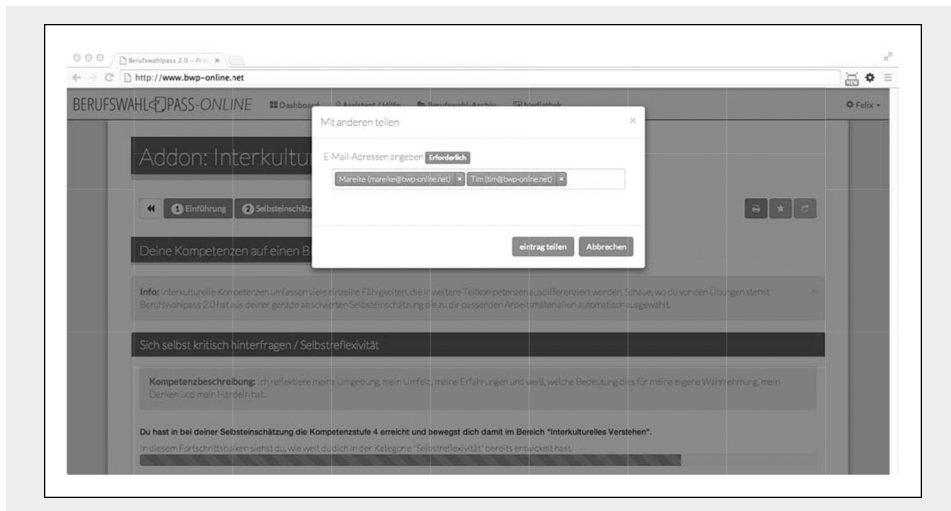 Berufswahlpass 2.0 – Pr
http://www.bwp-online.net
BERUFSWAHL PASS-ONLINE Dashboard Assistent / Hilfe Berufswahl-Archiv Mediathek Felix
Mit anderen teilen ×
E-Mail-Adressen angeben Erforderlich
Mareike (mareike@bwp-online.net) × Tim (tim@bwp-online.net) ×
eintrag teilen Abbrechen
Addon: Interkultu
1 Einführung 2 Selbsteinschätz
Deine Kompetenzen auf einen B
Info: Interkulturelle Kompetenzen umfassen viele einzelne Fähigkeiten, die in weitere Teilkompetenzen ausdifferenziert werden. Schaue, wo du vor den Übungen stehst. ×
Berufswahlpass 2.0 hat aus deiner gerade absolvierten Selbsteinschätzung die zu dir passenden Arbeitsmaterialien automatisch ausgewählt.
Sich selbst kritisch hinterfragen / Selbstreflexivität
Kompetenzbeschreibung: Ich reflektiere meine Umgebung, mein Umfeld, meine Erfahrungen und weiß, welche Bedeutung dies für meine eigene Wahrnehmung, mein
Denken und mein Handeln hat.
Du hast in bei deiner Selbsteinschätzung die Kompetenzstufe 4 erreicht und bewegst dich damit im Bereich "Interkulturelles Verstehen".
In diesem Fortschrittsbalken siehst du, wie weit du dich in der Kategorie "Selbstreflexivität" bereits entwickelt hast.